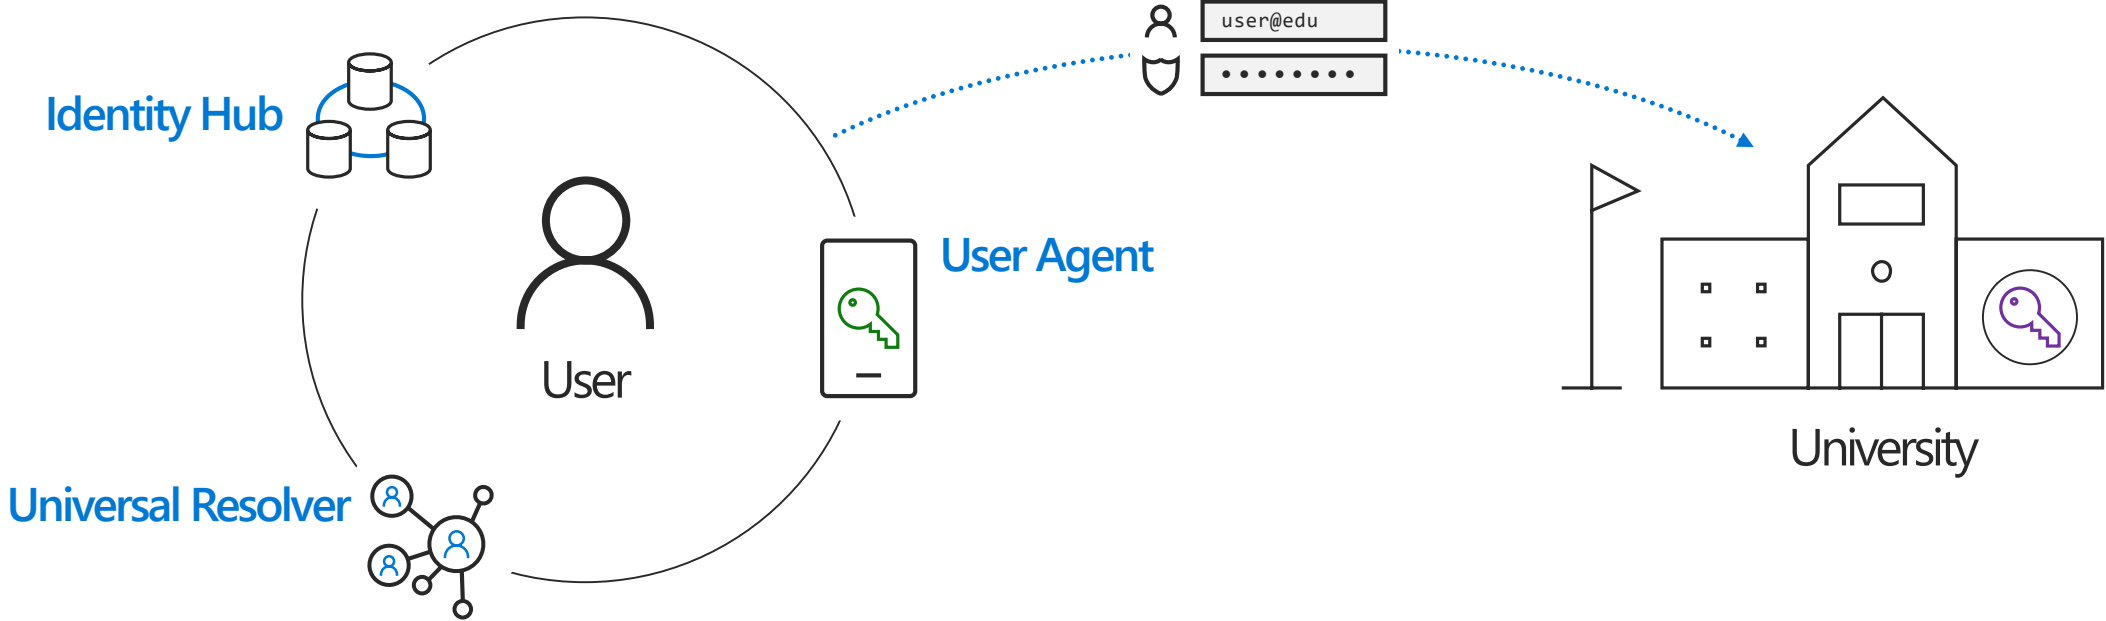 user@edu
••••••••
Identity Hub
User Agent
User
University
Universal Resolver